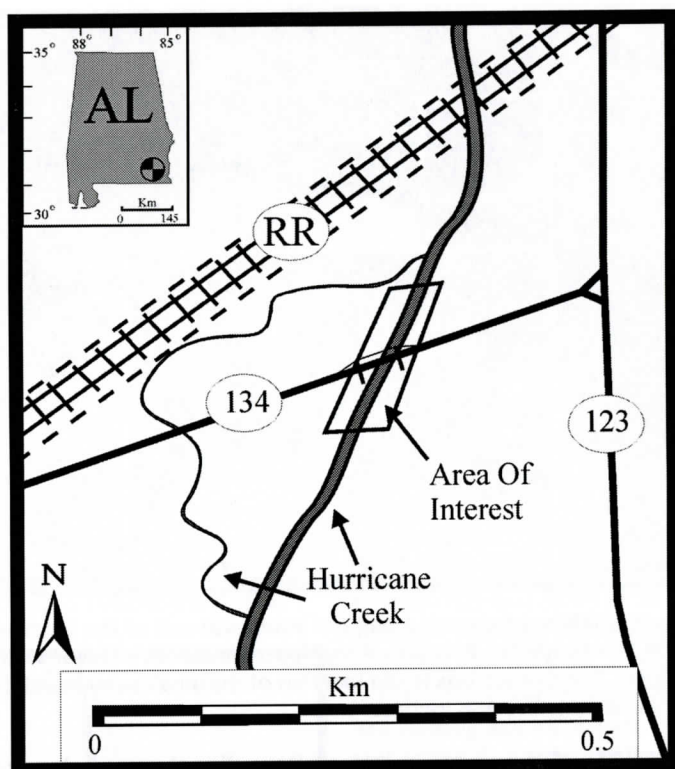 88° 85°
35°
AL
30°
Km
0 145
RR
134
123
Area Of
Interest
Hurricane
Creek
N
Km
0 0.5